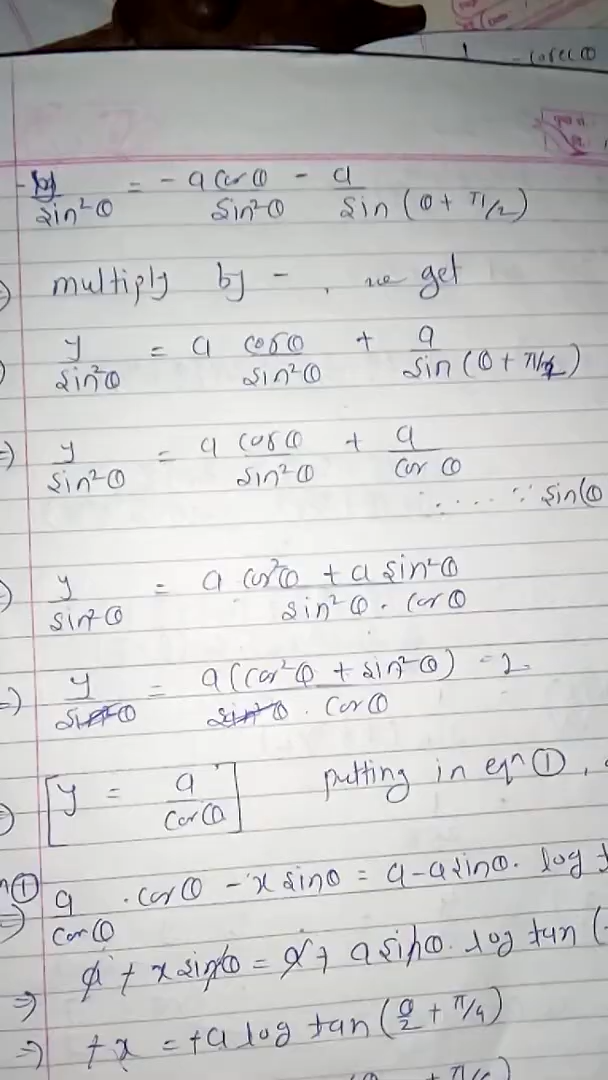 - cosec θ
-y/sin²θ = -a cosθ/sin²θ - a/sin(θ + π/2)
multiply by - , we get
y/sin²θ = a cosθ/sin²θ + a/sin(θ + π/2)
=) y/sin²θ = a cosθ/sin²θ + a/cosθ
..... ∵ sin(θ
y/sin²θ = a cos²θ + a sin²θ/sin²θ · cosθ
=) y/sin²θ = a(cos²θ + sin²θ)/sin²θ · cosθ
[y = a/cosθ] putting in eqn ①,
① a/cosθ · cosθ - x sinθ = a - a sinθ · log t
⇒ a + x sinθ = a + a sinθ · log tan (
⇒ + x = + a log tan (θ/2 + π/4)